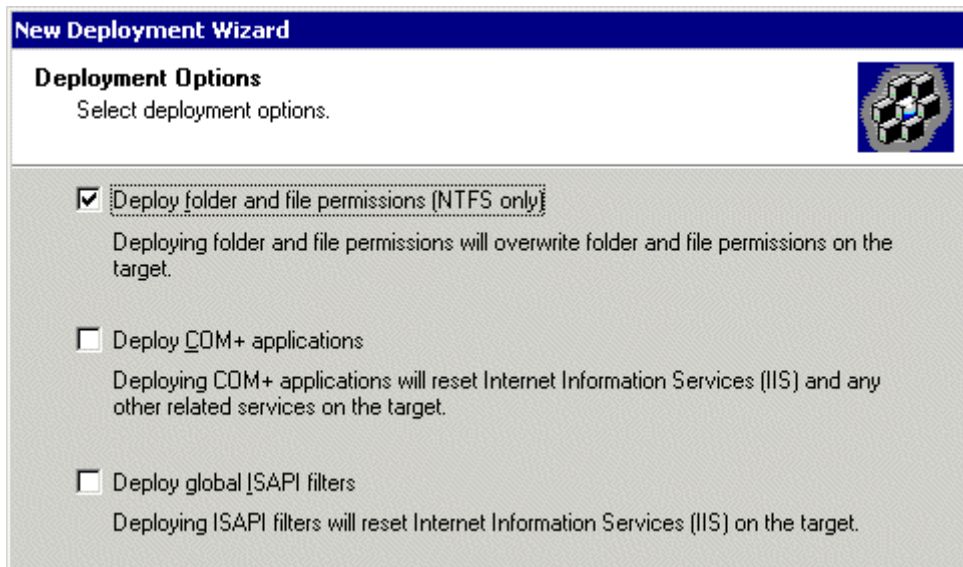 New Deployment Wizard
Deployment Options
Select deployment options.
Deploy folder and file permissions (NTFS only)
Deploying folder and file permissions will overwrite folder and file permissions on the
target.
Deploy COM+ applications
Deploying COM+ applications will reset Internet Information Services (IIS) and any
other related services on the target.
Deploy global ISAPI filters
Deploying ISAPI filters will reset Internet Information Services (IIS) on the target.